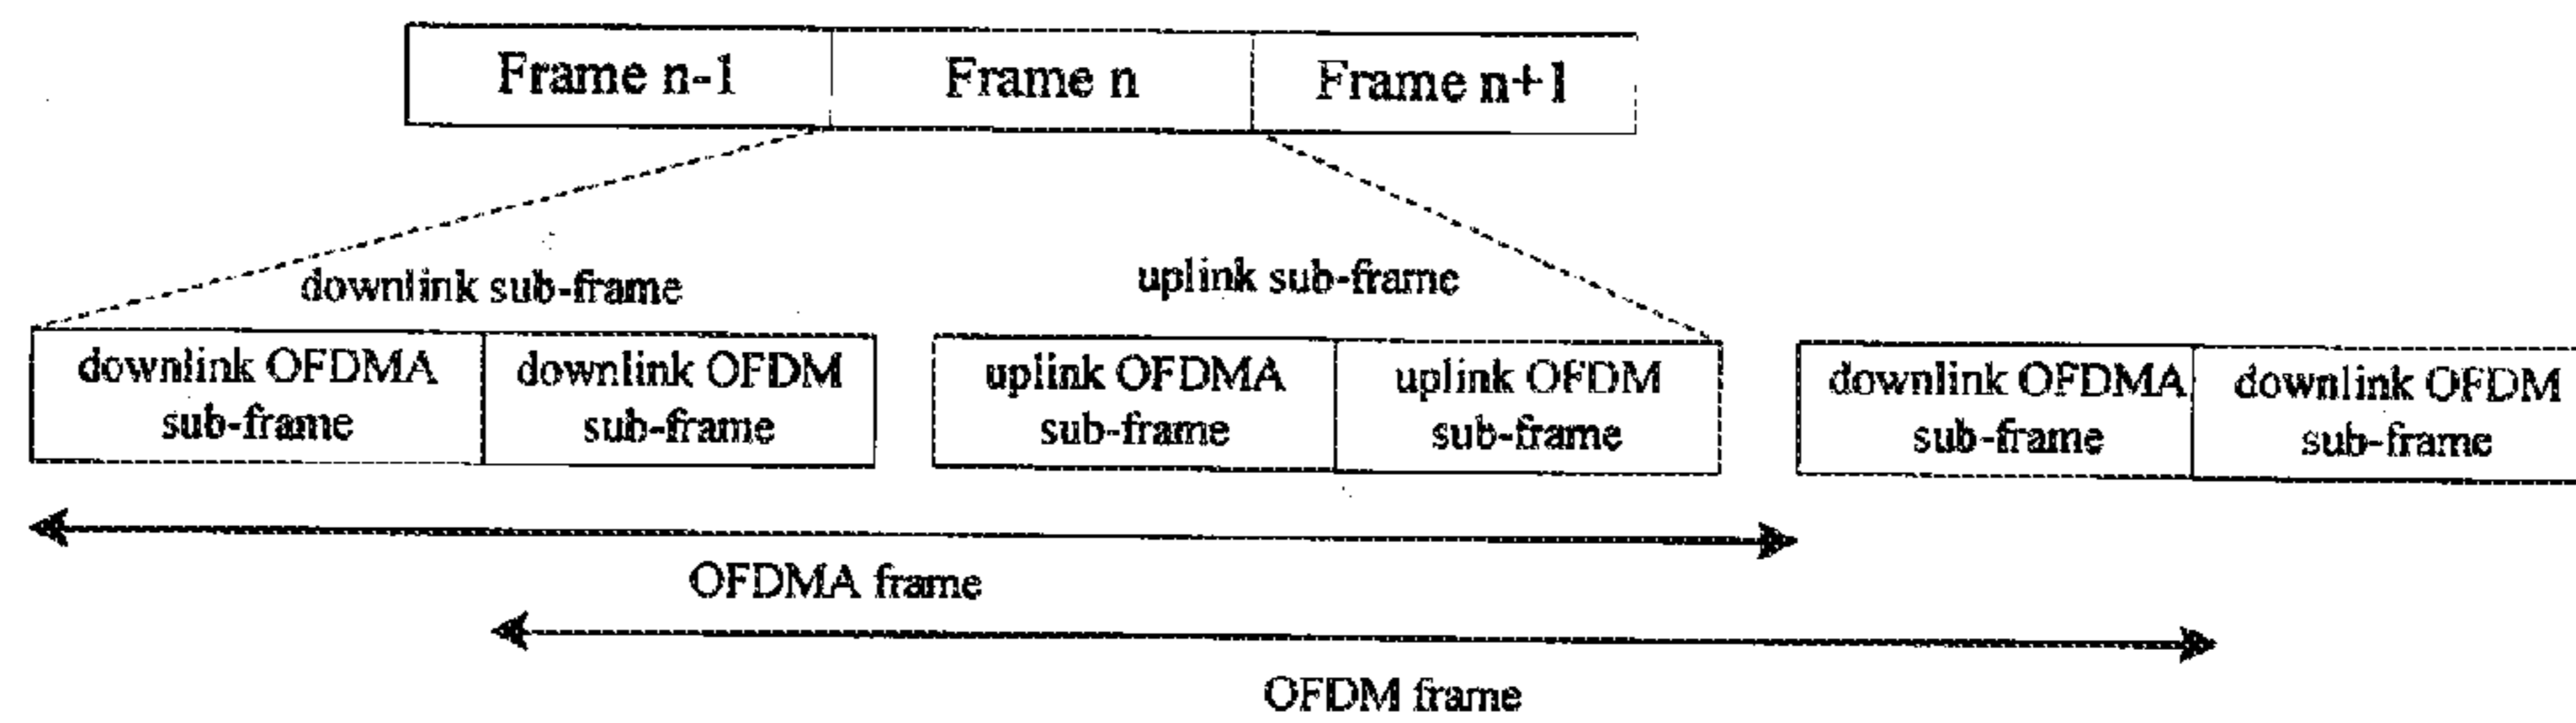 Frame n-1 Frame n Frame n+1
downlink sub-frame uplink sub-frame
downlink OFDMA sub-frame
downlink OFDM sub-frame
uplink OFDMA sub-frame
uplink OFDM sub-frame
downlink OFDMA sub-frame
downlink OFDM sub-frame
OFDMA frame
OFDM frame